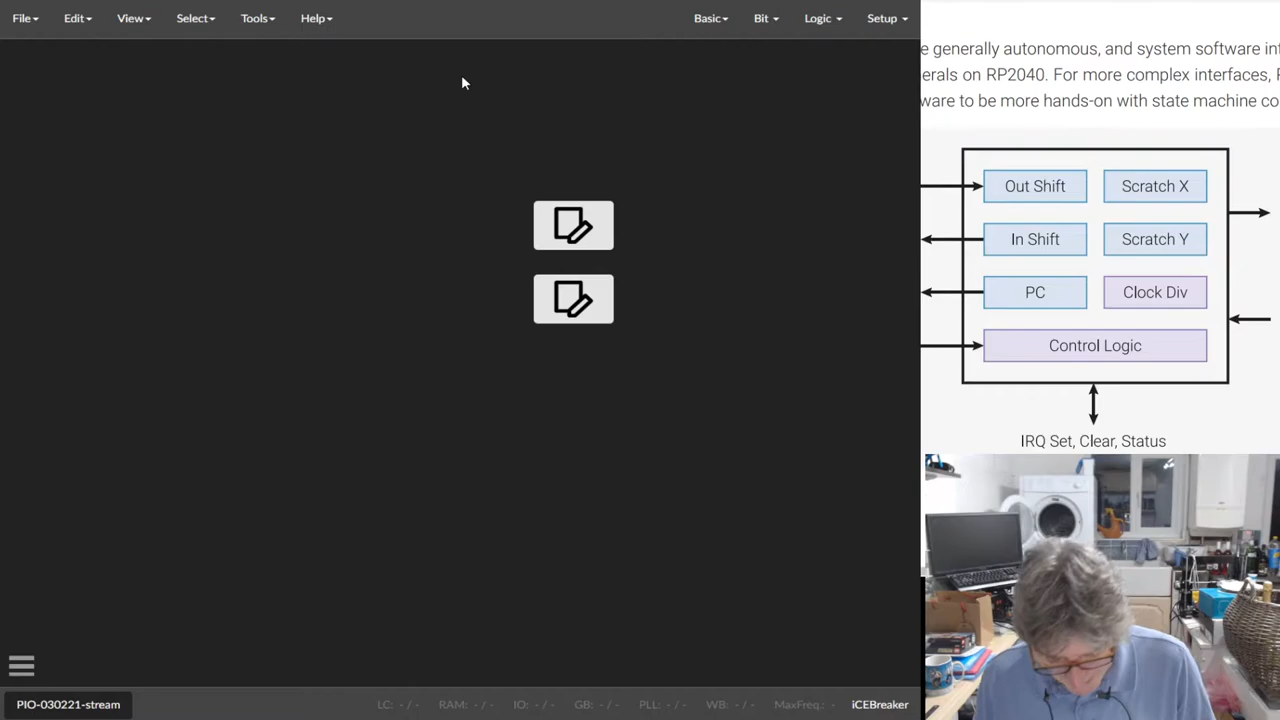 File Edit View Select Tools Help Basic Bit Logic Setup
e generally autonomous, and system software in
erals on RP2040. For more complex interfaces,
ware to be more hands-on with state machine co
Out Shift Scratch X
In Shift Scratch Y
PC Clock Div
Control Logic
IRQ Set, Clear, Status
PIO-030221-stream LC: - / - RAM: - / - IO: - / - GB: - / - PLL: - / - WB: - / - MaxFreq.: - iCEBreaker